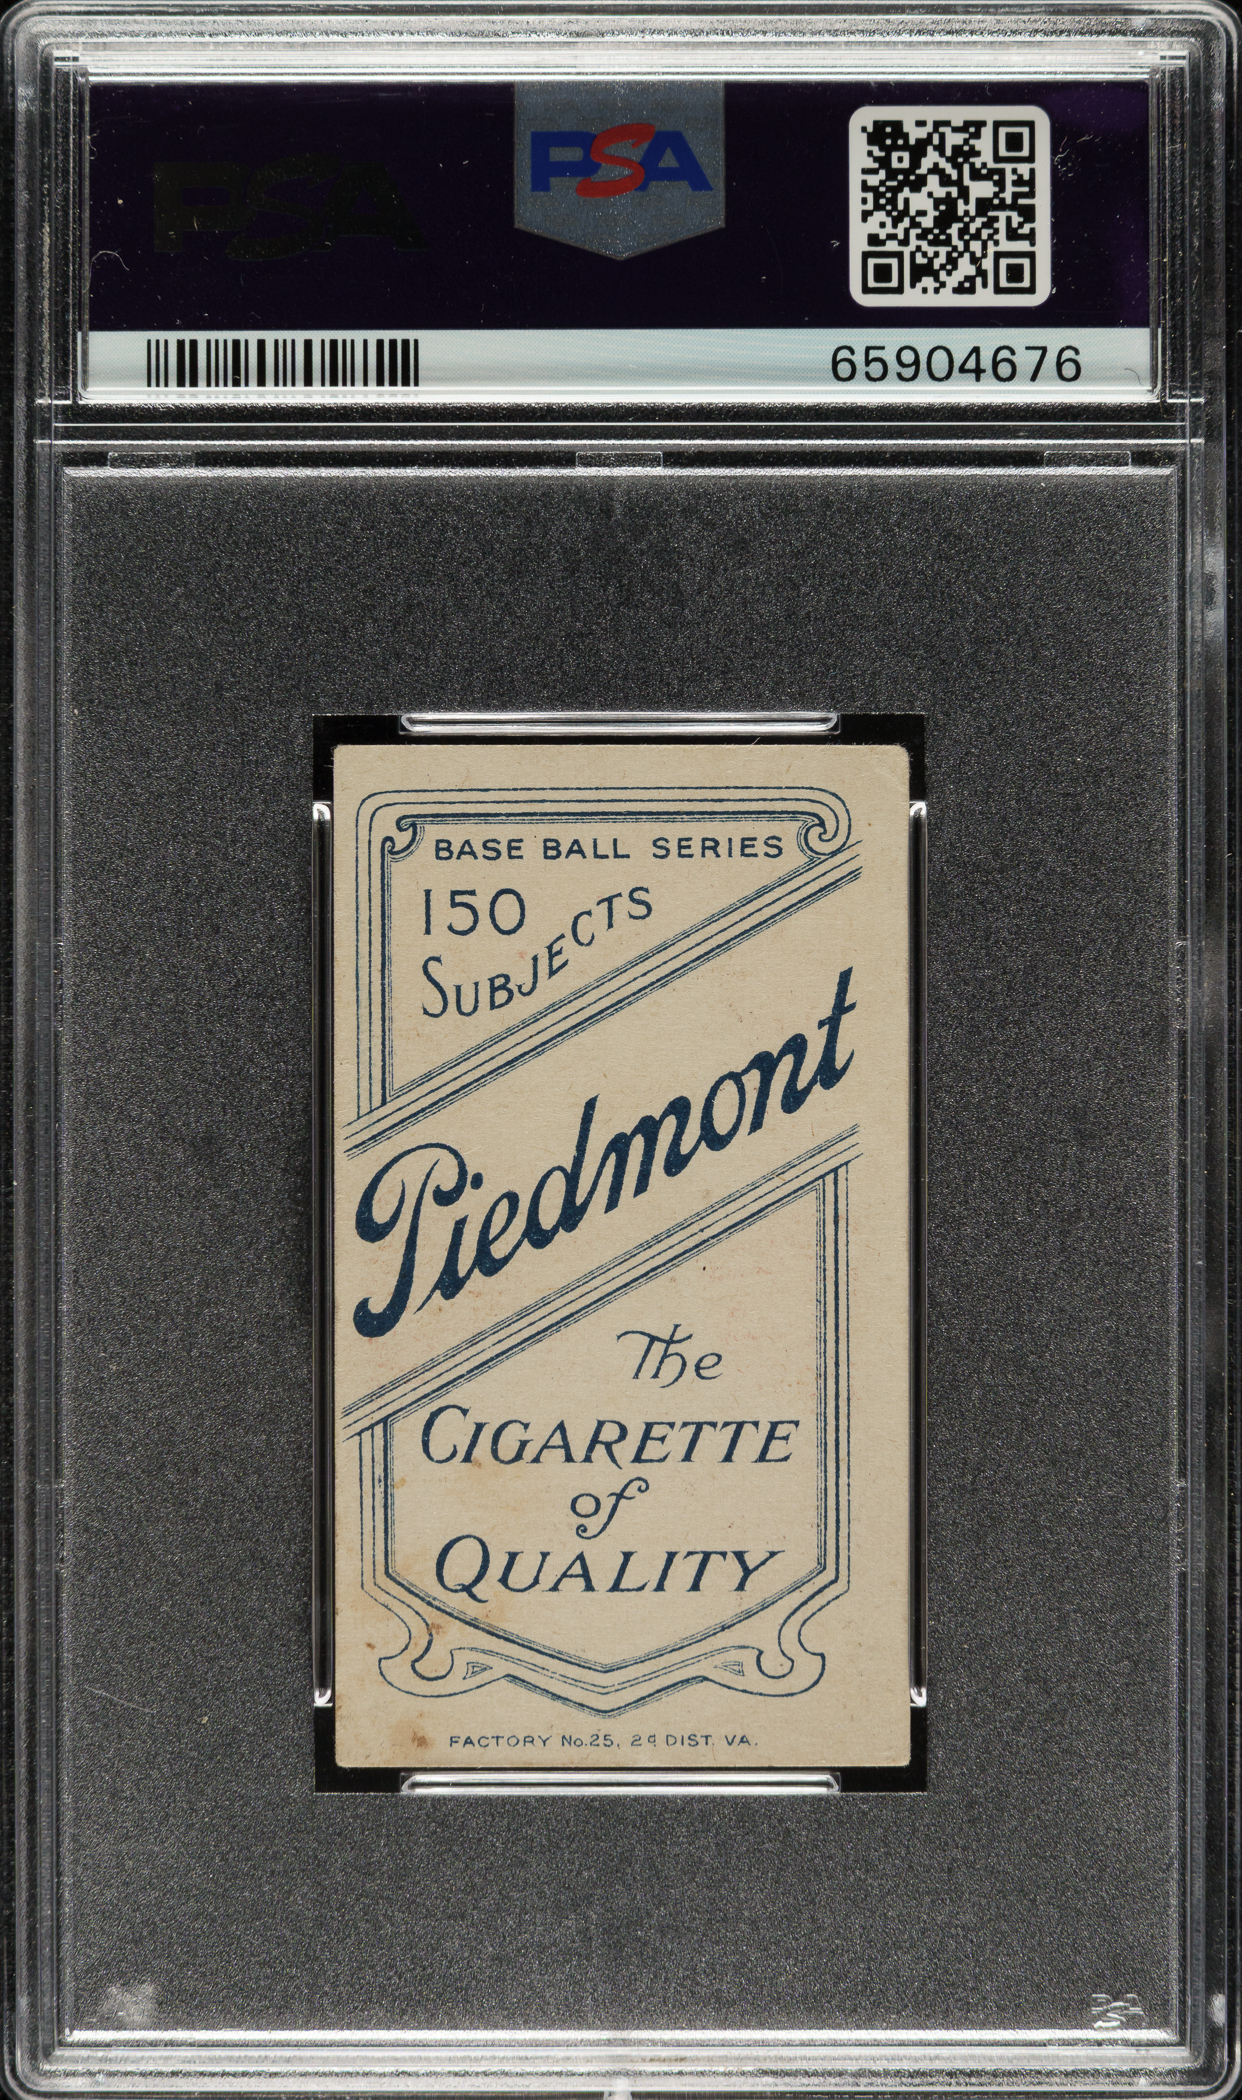 PSA
PSA
65904676
BASE BALL SERIES
150
SUBJECTS
Piedmont
The
CIGARETTE
of
QUALITY
FACTORY No. 25, 2d DIST. VA.
PSA